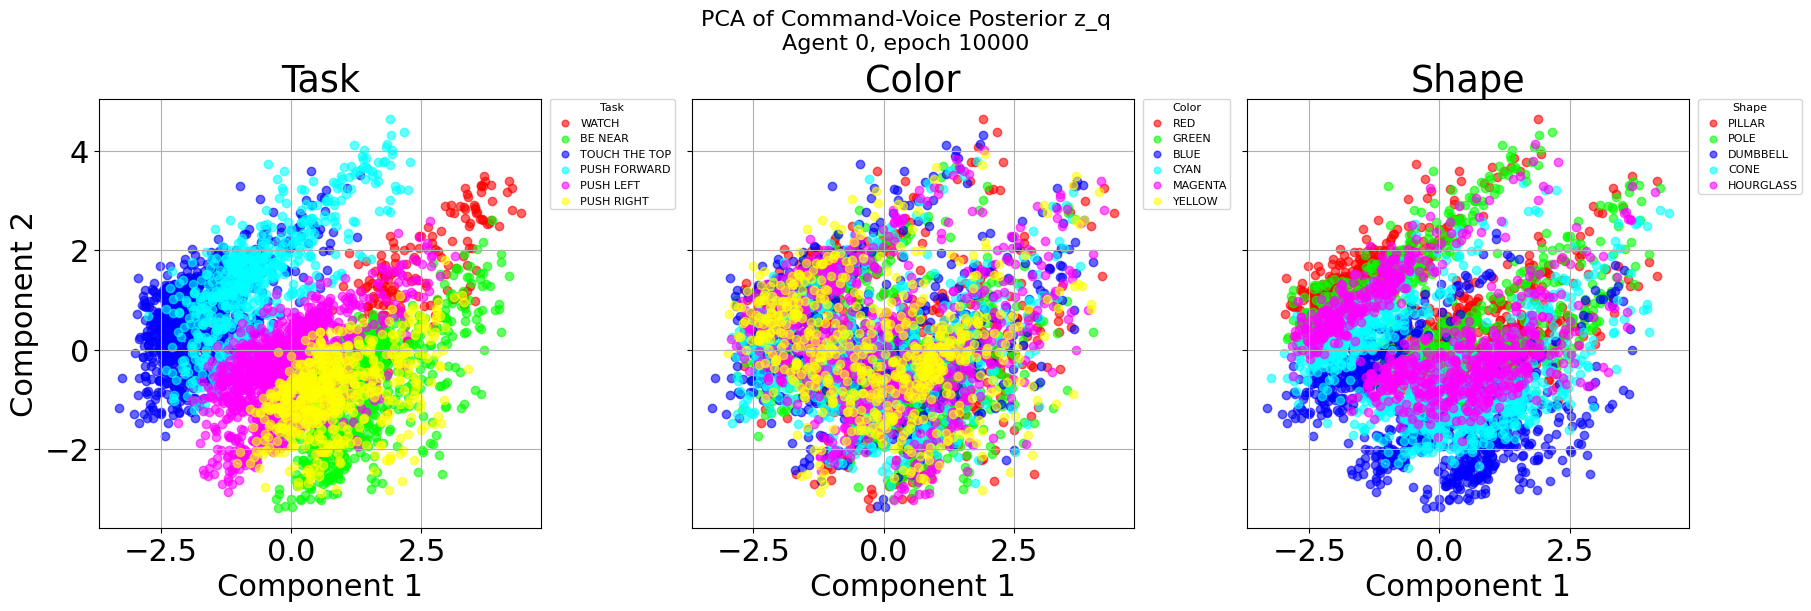 PCA of Command-Voice Posterior z_q
Agent 0, epoch 10000
Task
Component 2
4
2
0
−2
−2.5 0.0 2.5
Component 1
Task
WATCH
BE NEAR
TOUCH THE TOP
PUSH FORWARD
PUSH LEFT
PUSH RIGHT
Color
−2.5 0.0 2.5
Component 1
Color
RED
GREEN
BLUE
CYAN
MAGENTA
YELLOW
Shape
−2.5 0.0 2.5
Component 1
Shape
PILLAR
POLE
DUMBBELL
CONE
HOURGLASS